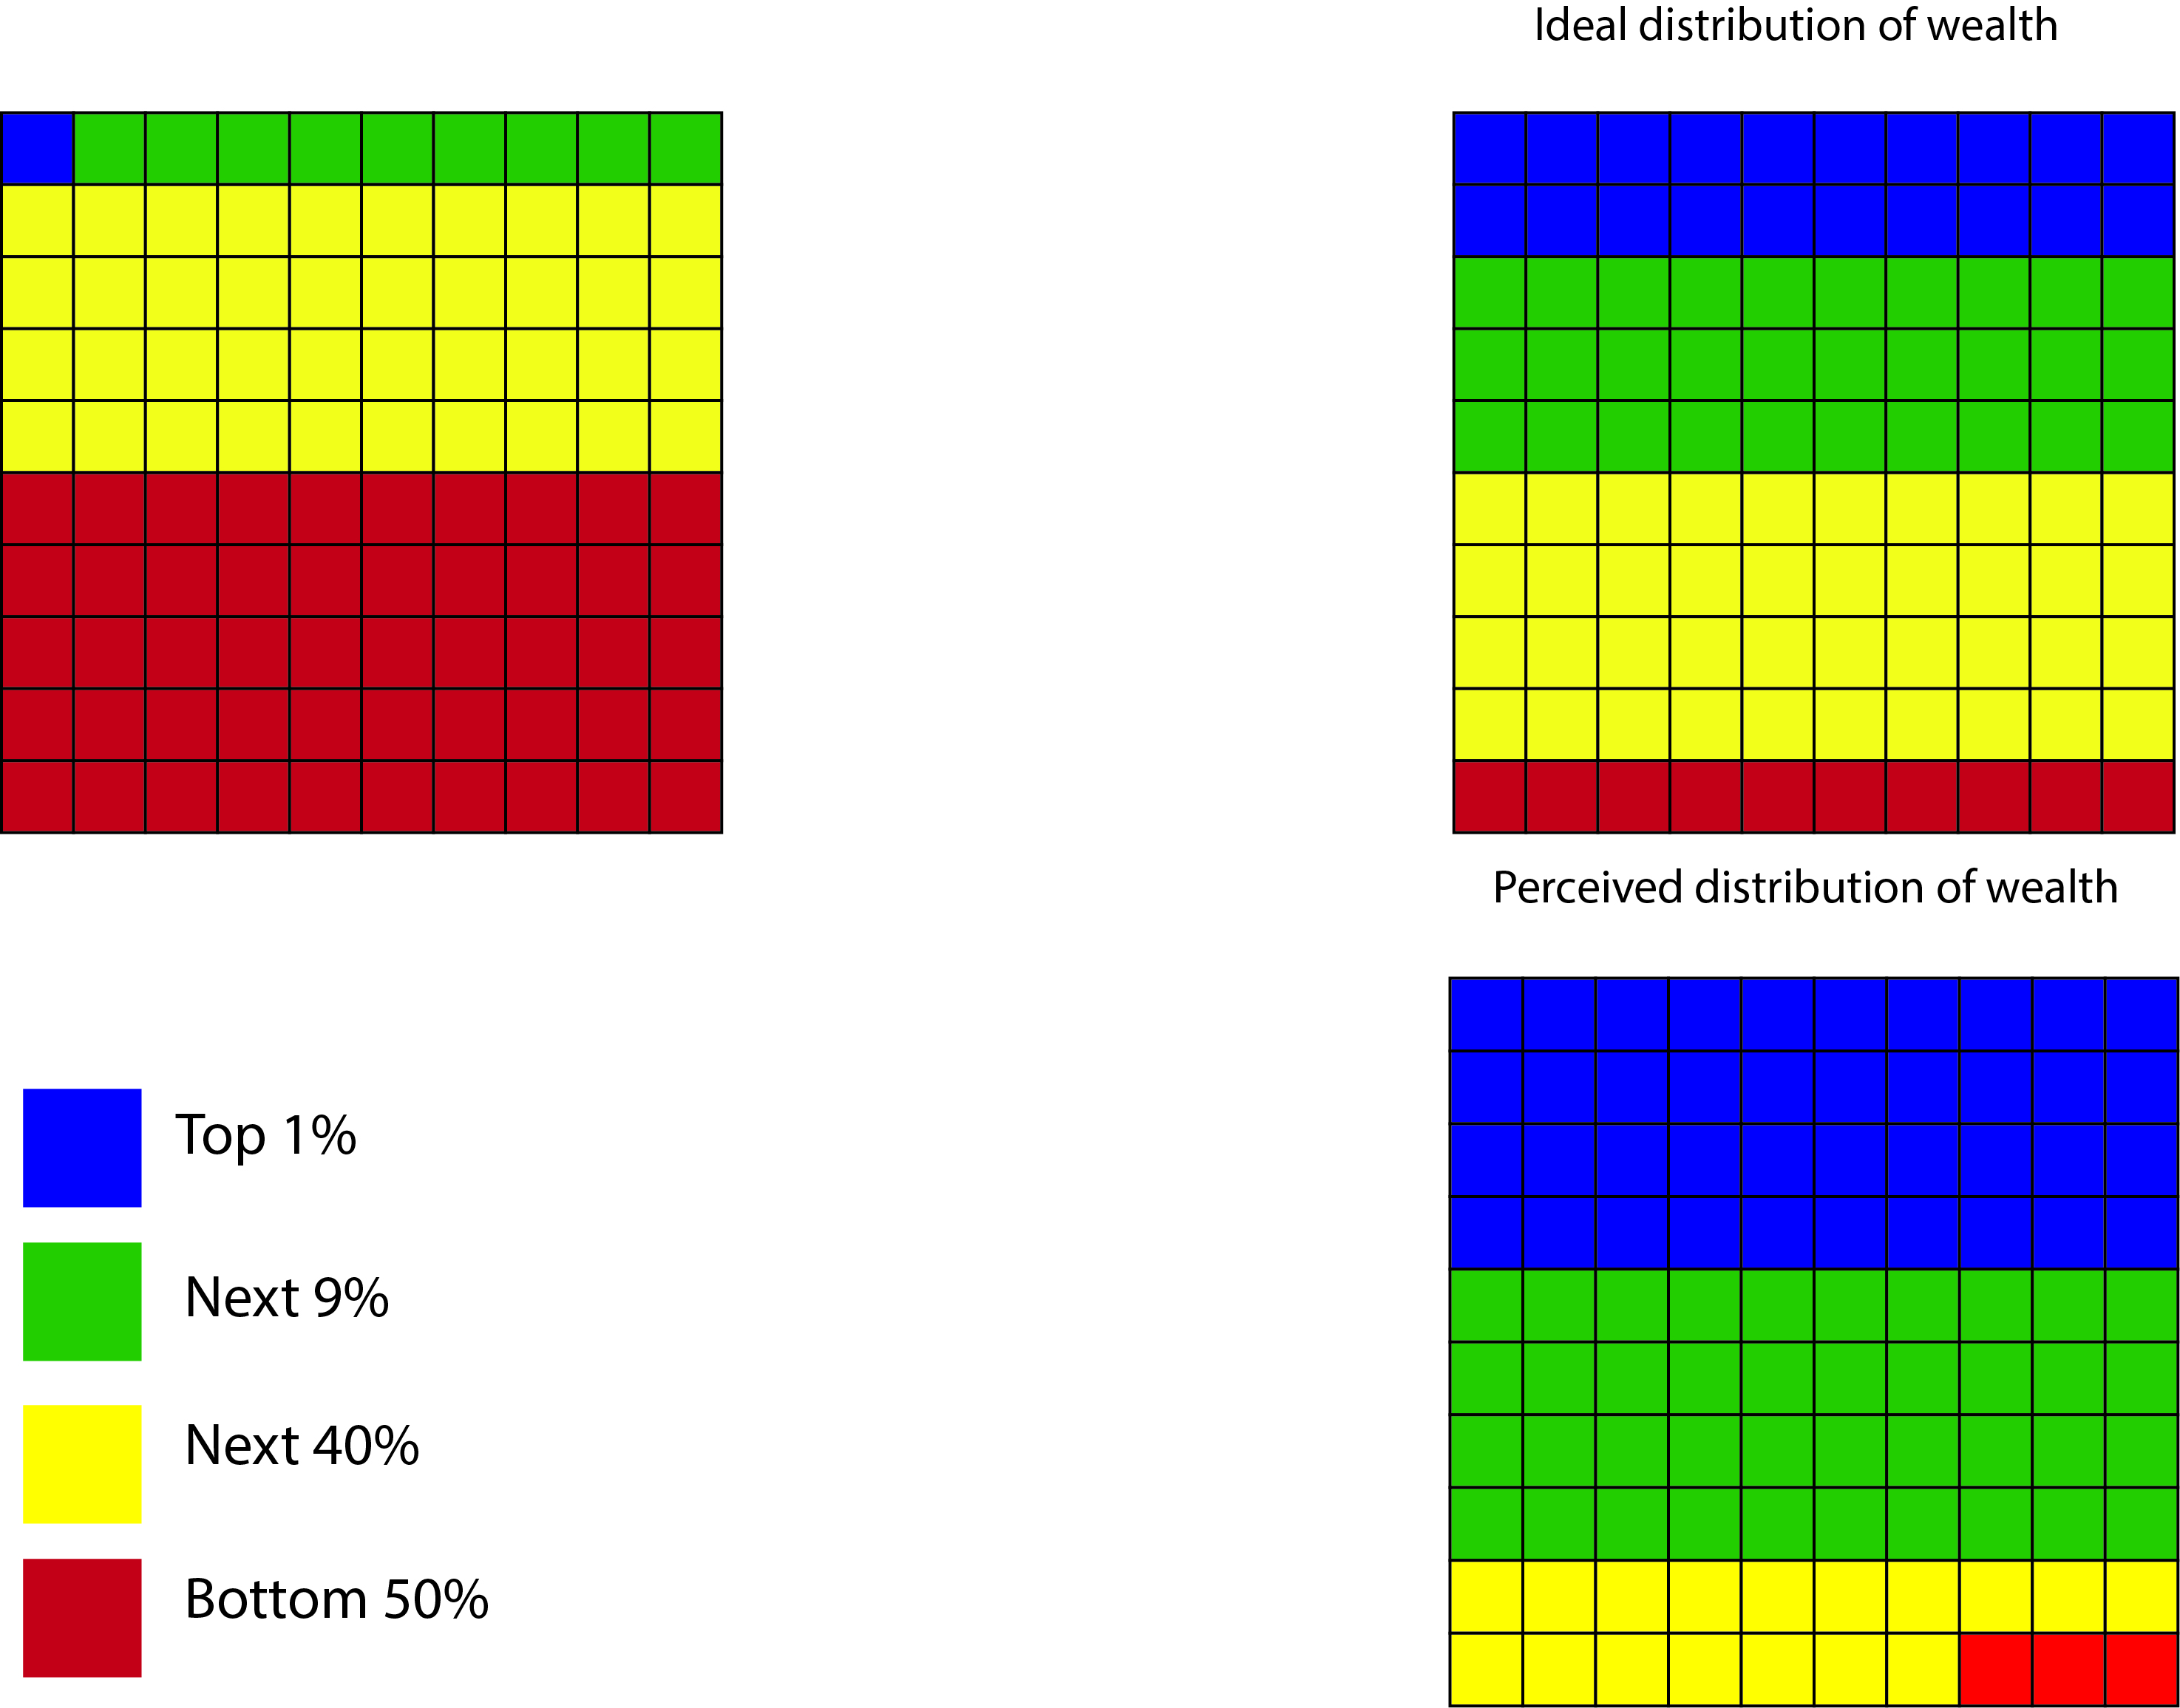 Ideal distribution of wealth
Perceived distribution of wealth
Top 1%
Next 9%
Next 40%
Bottom 50%